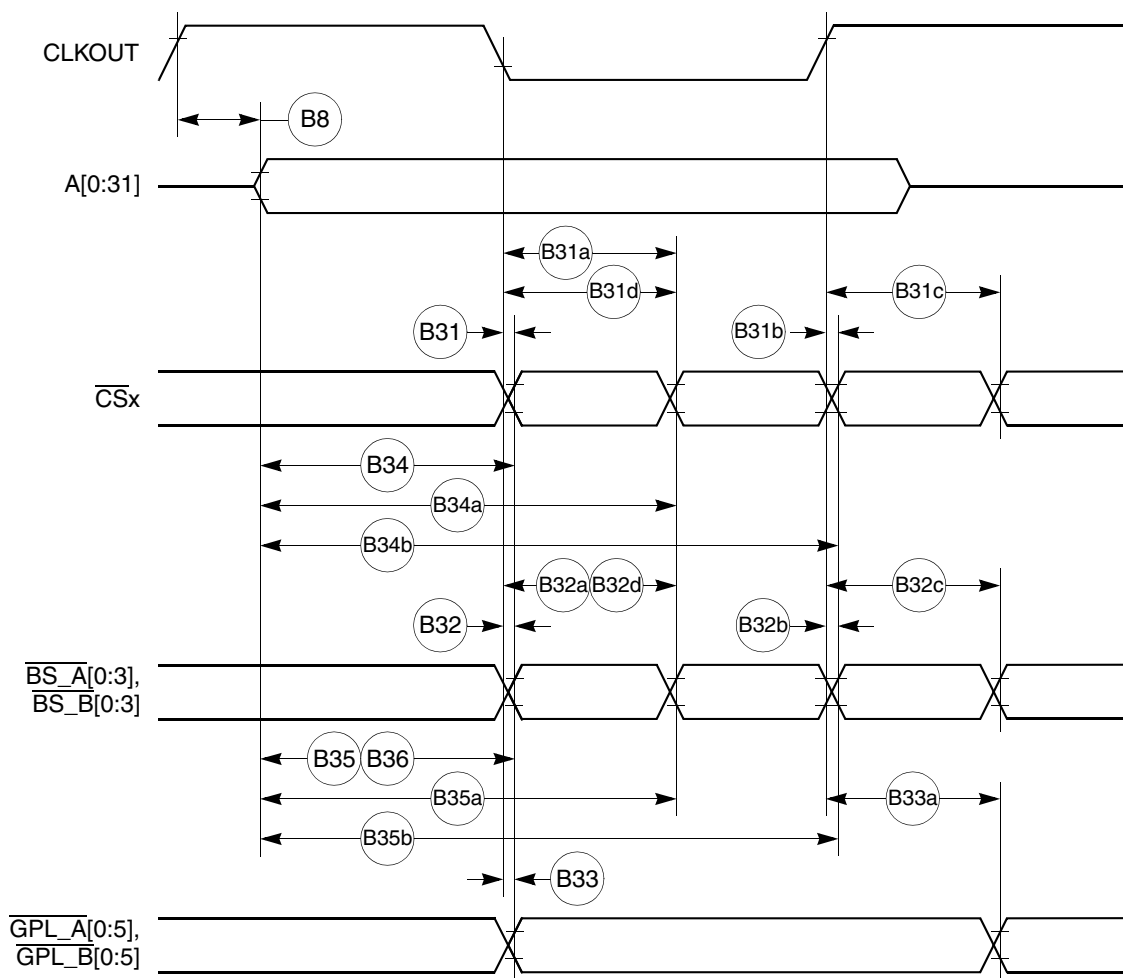 CLKOUT
B8
A[0:31]
B31a
B31d
B31c
B31
B31b
CSx
B34
B34a
B34b
B32a B32d
B32c
B32
B32b
BS_A[0:3],
BS_B[0:3]
B35 B36
B35a
B33a
B35b
B33
GPL_A[0:5],
GPL_B[0:5]